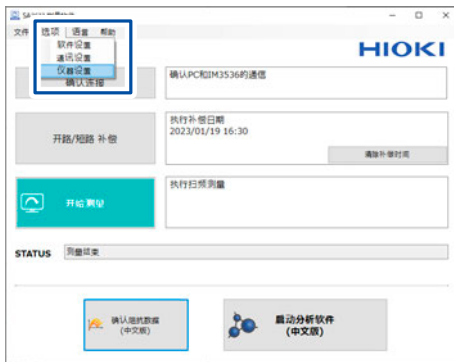 文件 选项 语言 帮助
软件设置
通讯设置
仪器设置
确认连接
HIOKI
确认PC和IM3536的通信
开路/短路 补偿
执行补偿日期
2023/01/19 16:30
清除补偿时间
开始测量
执行扫频测量
STATUS 测量结束
确认阻抗数据
(中文版)
启动分析软件
(中文版)